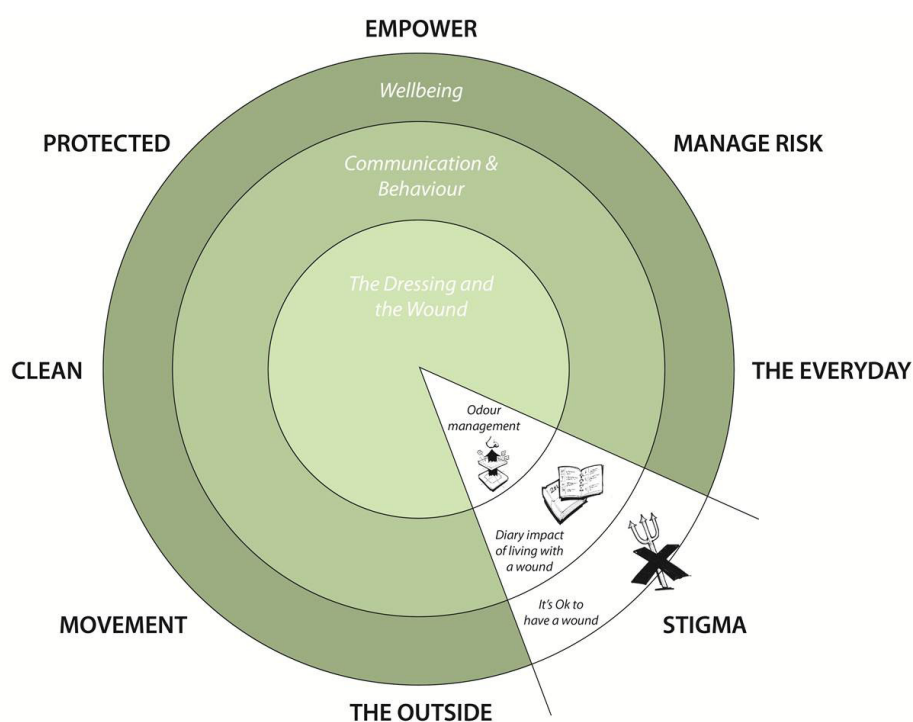 EMPOWER
Wellbeing
PROTECTED
MANAGE RISK
Communication &
Behaviour
The Dressing and
the Wound
CLEAN
THE EVERYDAY
Odour
management
Diary impact
of living with
a wound
It's Ok to
have a wound
MOVEMENT
STIGMA
THE OUTSIDE